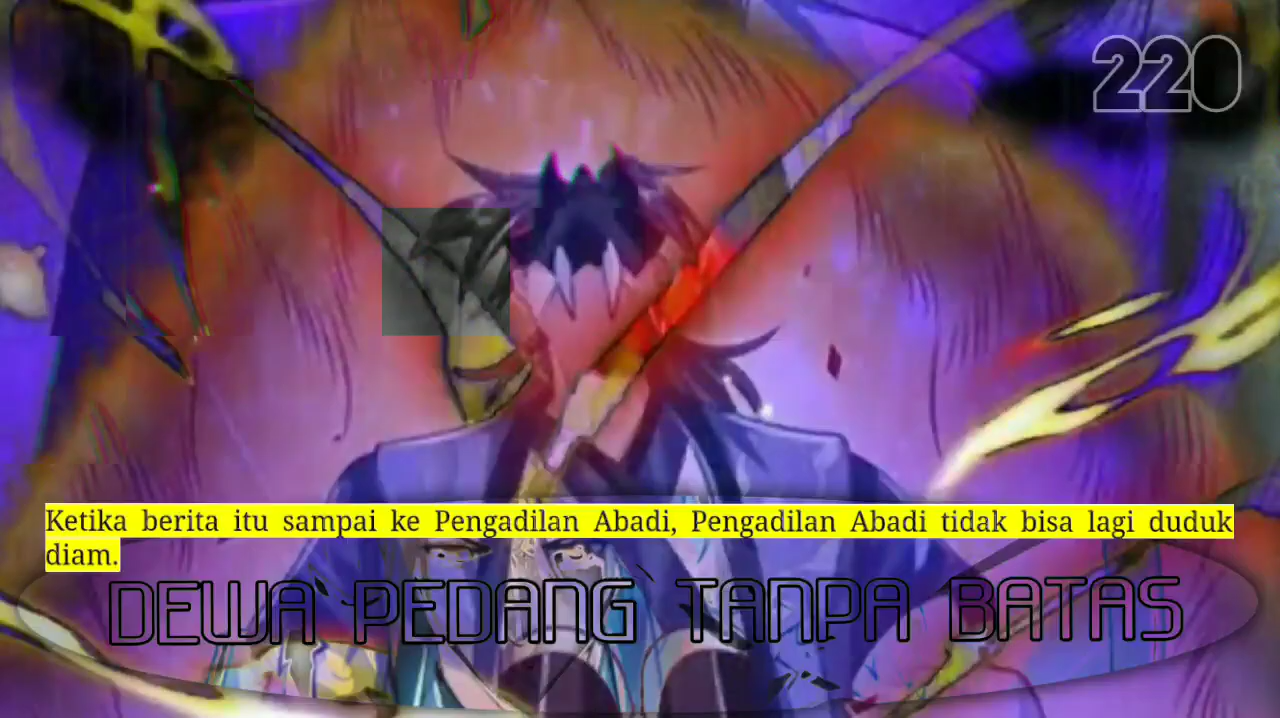 220
Ketika berita itu sampai ke Pengadilan Abadi, Pengadilan Abadi tidak bisa lagi duduk
diam.
DEWA PEDANG TANPA BATAS